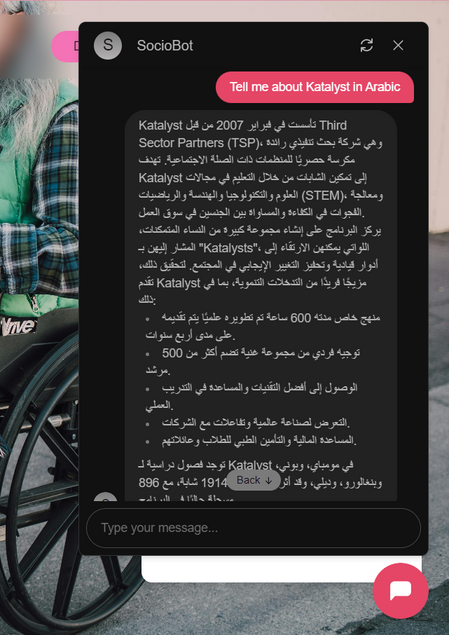 S
SocioBot
Tell me about Katalyst in Arabic
Katalyst تأسست في فبراير 2007 من قبل Third
Sector Partners (TSP)، وهي شركة بحث تنفيذي رائدة
مكرسة حصريًا للمنظمات ذات الصلة الاجتماعية. تهدف
Katalyst إلى تمكين الشابات من خلال التعليم في مجالات
العلوم والتكنولوجيا والهندسة والرياضيات (STEM)، ومعالجة
الفجوات في الكفاءة والمساواة بين الجنسين في سوق العمل.
يركز البرنامج على إنشاء مجموعة كبيرة من النساء المتمكنات،
المشار إليهن بـ "Katalysts"، اللواتي يمكنهن الارتقاء إلى
أدوار قيادية وتحفيز التغيير الإيجابي في المجتمع. لتحقيق ذلك،
تقدم Katalyst مزيجًا فريدًا من التدخلات التنموية، بما في
ذلك:
منهج خاص مدته 600 ساعة تم تطويره علميًا يتم تقديمه
على مدى أربع سنوات.
توجيه فردي من مجموعة غنية تضم أكثر من 500
مرشد.
الوصول إلى أفضل التقنيات والمساعدة في التدريب
العملي.
التعرض لصناعة عالمية وتفاعلات مع الشركات.
المساعدة المالية والتأمين الطبي للطلاب وعائلاتهم.
توجد فصول دراسية لـ Katalyst في مومباي، وبوني،
وبنغالورو، ودلهي، وقد 1914 شابة، مع 896
Back
Type your message...